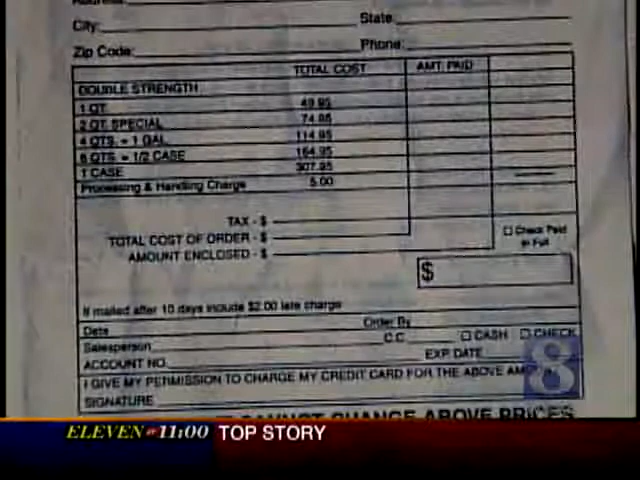 Address:
City: State
Zip Code: Phone:
TOTAL COST AMT. PAID
DOUBLE STRENGTH
1 QT. 49.95
2 QT. SPECIAL 74.95
4 QTS. = 1 GAL. 114.95
6 QTS. = 1/2 CASE 164.95
1 CASE 307.95
Processing & Handling Charge 5.00
TAX - $
TOTAL COST OF ORDER - $
AMOUNT ENCLOSED - $
Check Paid
in Full
$
If mailed after 10 days include $2.00 late charge
Date Order By
Salesperson C.C. CASH CHECK
ACCOUNT NO. EXP. DATE
I GIVE MY PERMISSION TO CHARGE MY CREDIT CARD FOR THE ABOVE
SIGNATURE
CANNOT CHANGE ABOVE PRICES
8
ELEVEN at 11:00 TOP STORY